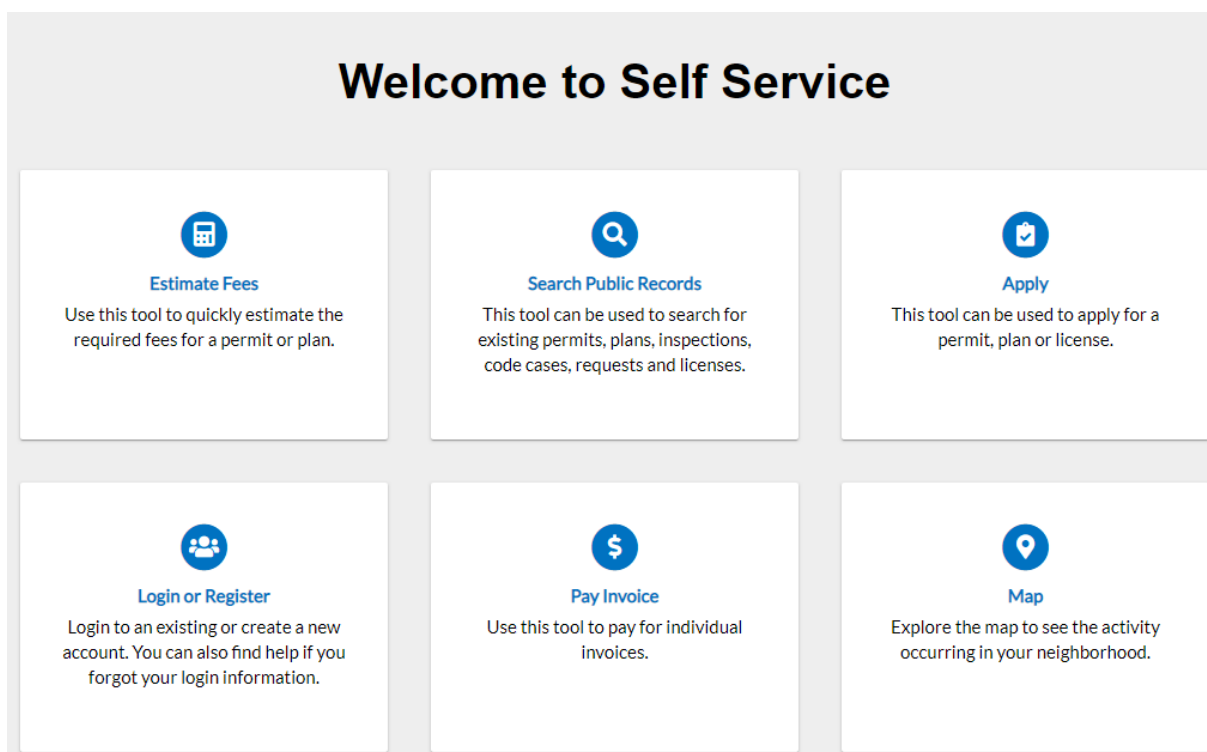 Welcome to Self Service
Estimate Fees
Use this tool to quickly estimate the
required fees for a permit or plan.
Search Public Records
This tool can be used to search for
existing permits, plans, inspections,
code cases, requests and licenses.
Apply
This tool can be used to apply for a
permit, plan or license.
Login or Register
Login to an existing or create a new
account. You can also find help if you
forgot your login information.
Pay Invoice
Use this tool to pay for individual
invoices.
Map
Explore the map to see the activity
occurring in your neighborhood.